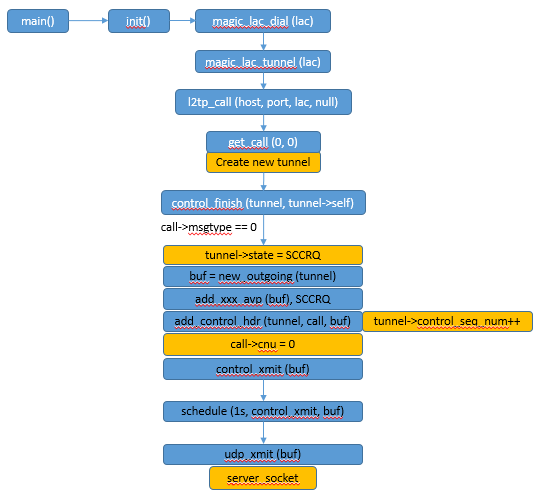 main()
init()
magic_lac_dial (lac)
magic_lac_tunnel (lac)
l2tp_call (host, port, lac, null)
get_call (0, 0)
Create new tunnel
control_finish (tunnel, tunnel->self)
call->msgtype == 0
tunnel->state = SCCRQ
buf = new_outgoing (tunnel)
add_xxx_avp (buf), SCCRQ
add_control_hdr (tunnel, call, buf)
tunnel->control_seq_num++
call->cnu = 0
control_xmit (buf)
schedule (1s, control_xmit, buf)
udp_xmit (buf)
server_socket